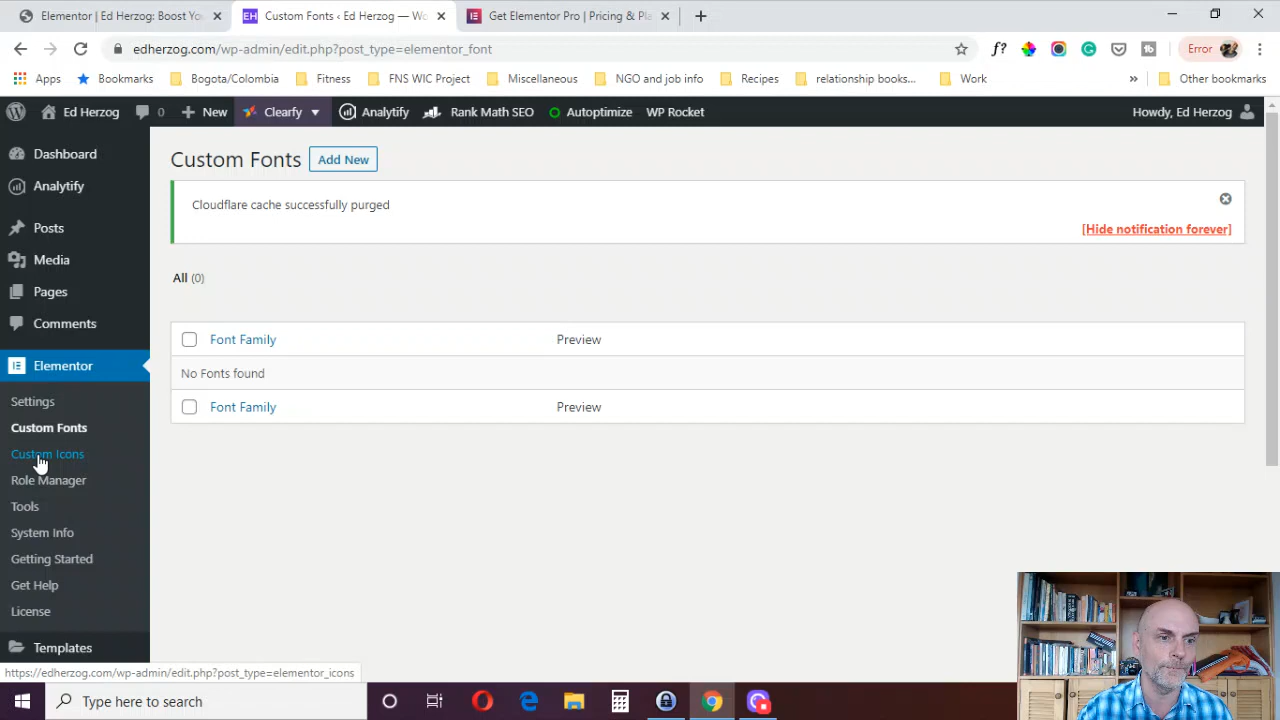 Elementor | Ed Herzog: Boost Yo
Custom Fonts ‹ Ed Herzog — Wo
Get Elementor Pro | Pricing & Pla
edherzog.com/wp-admin/edit.php?post_type=elementor_font
f?
Error
Apps
Bookmarks
Bogota/Colombia
Fitness
FNS WIC Project
Miscellaneous
NGO and job info
Recipes
relationship books...
Work
»
Other bookmarks
Ed Herzog
0
New
Clearfy
Analytify
Rank Math SEO
Autoptimize
WP Rocket
Howdy, Ed Herzog
Dashboard
Analytify
Posts
Media
Pages
Comments
Elementor
Settings
Custom Fonts
Custom Icons
Role Manager
Tools
System Info
Getting Started
Get Help
License
Templates
Custom Fonts
Add New
Cloudflare cache successfully purged
[Hide notification forever]
All (0)
Font Family Preview
No Fonts found
Font Family Preview
https://edherzog.com/wp-admin/edit.php?post_type=elementor_icons
Type here to search